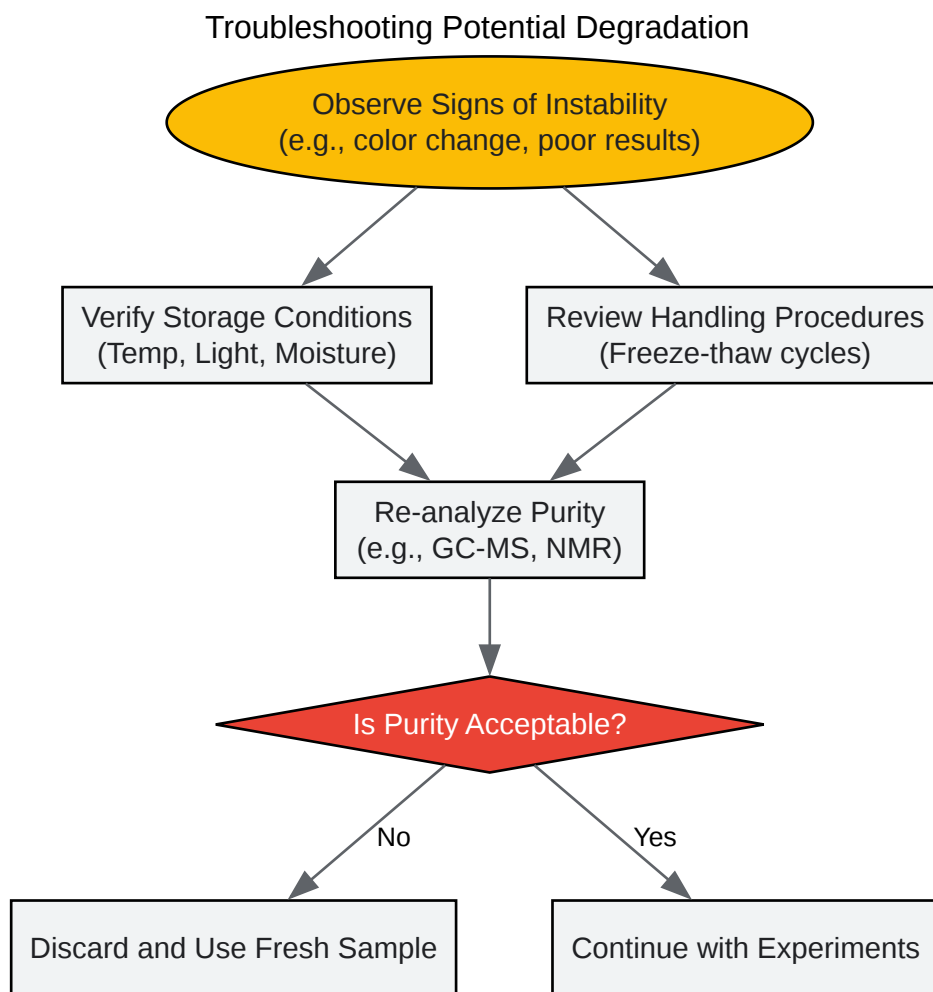 Troubleshooting Potential Degradation
Observe Signs of Instability
(e.g., color change, poor results)
Verify Storage Conditions
(Temp, Light, Moisture)
Review Handling Procedures
(Freeze-thaw cycles)
Re-analyze Purity
(e.g., GC-MS, NMR)
Is Purity Acceptable?
No
Yes
Discard and Use Fresh Sample
Continue with Experiments